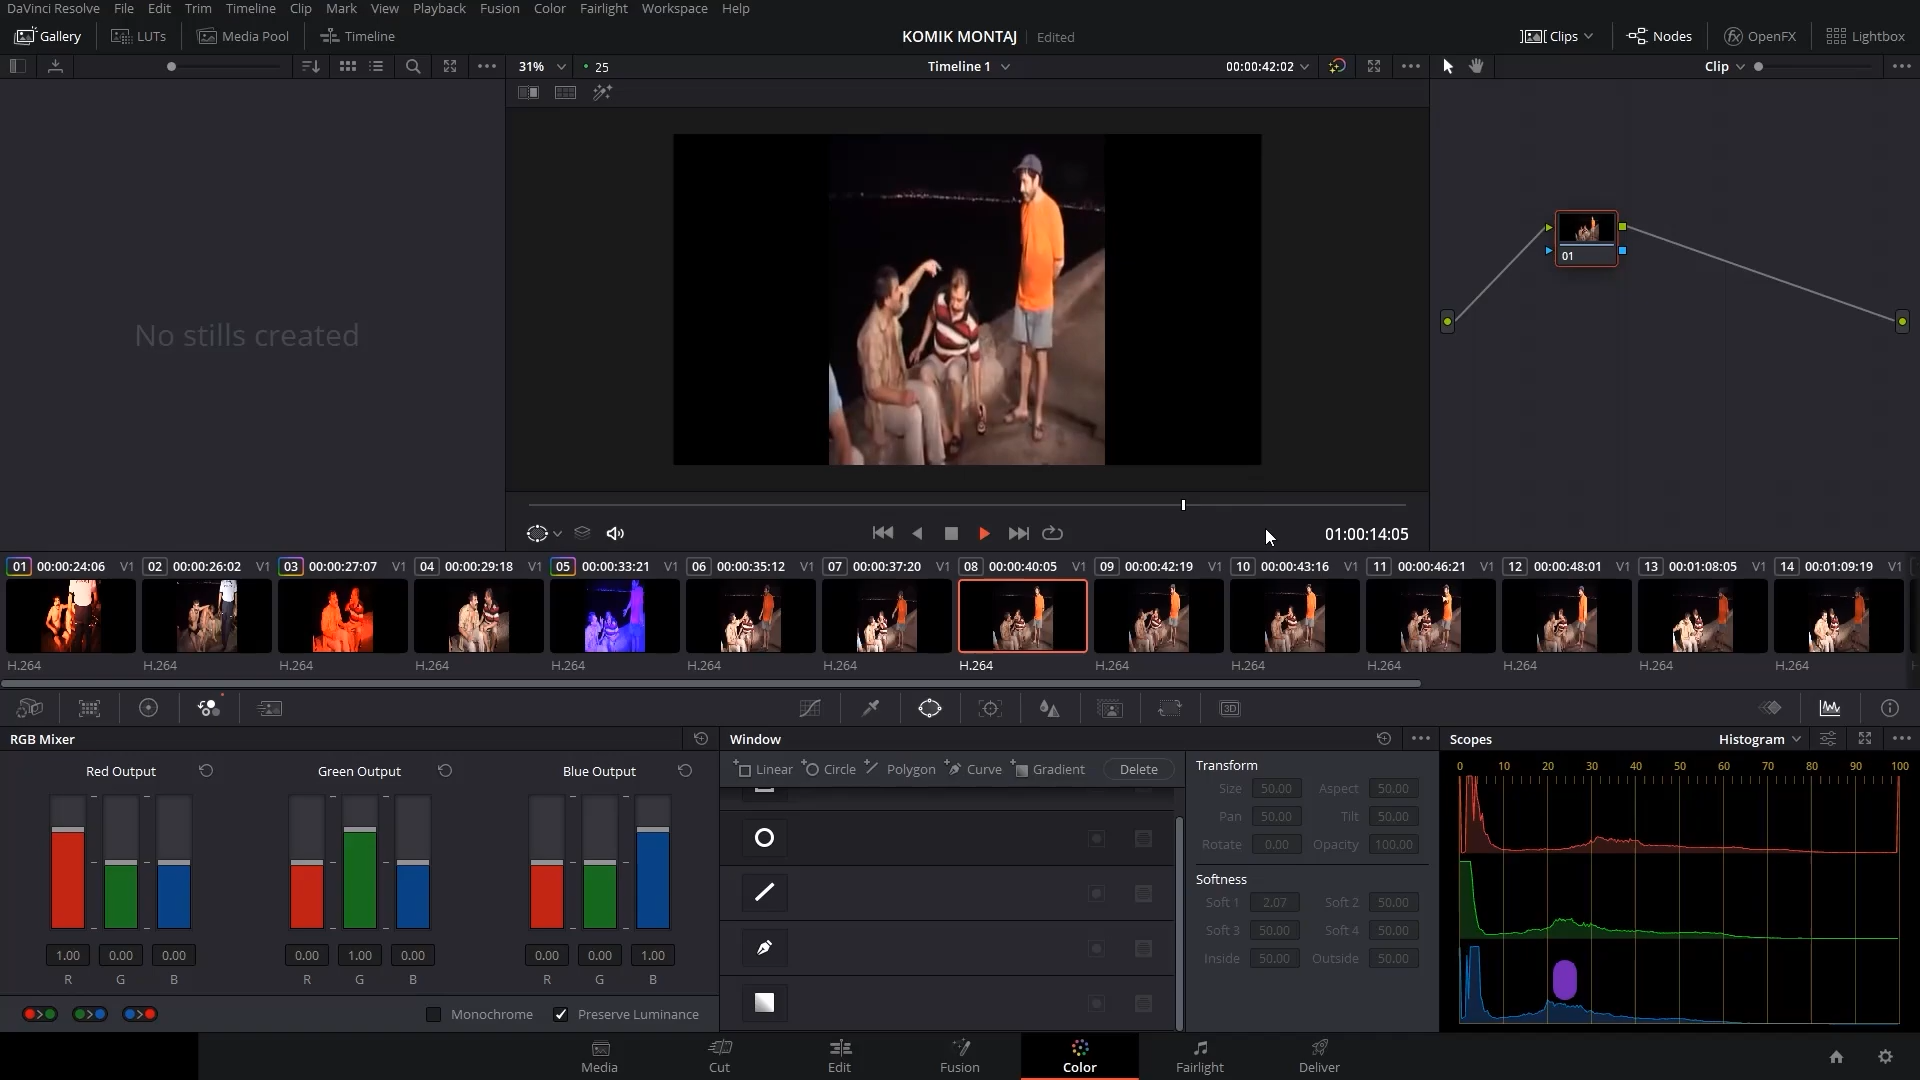 DaVinci Resolve File Edit Trim Timeline Clip Mark View Playback Fusion Color Fairlight Workspace Help
Gallery LUTs Media Pool Timeline KOMIK MONTAJ Edited Clips Nodes fx OpenFX Lightbox
31% 25 Timeline 1 00:00:42:02 Clip
No stills created
01
01:00:14:05
01 00:00:24:06 V1 02 00:00:26:02 V1 03 00:00:27:07 V1 04 00:00:29:18 V1 05 00:00:33:21 V1 06 00:00:35:12 V1 07 00:00:37:20 V1 08 00:00:40:05 V1 09 00:00:42:19 V1 10 00:00:43:16 V1 11 00:00:46:21 V1 12 00:00:48:01 V1 13 00:01:08:05 V1 14 00:01:09:19 V1
H.264 H.264 H.264 H.264 H.264 H.264 H.264 H.264 H.264 H.264 H.264 H.264 H.264 H.264
3D
RGB Mixer Window Scopes Histogram
Red Output Green Output Blue Output Linear Circle Polygon Curve Gradient Delete Transform 0 10 20 30 40 50 60 70 80 90 100
Size 50.00 Aspect 50.00
Pan 50.00 Tilt 50.00
Rotate 0.00 Opacity 100.00
Softness
Soft 1 2.07 Soft 2 50.00
Soft 3 50.00 Soft 4 50.00
1.00 0.00 0.00 0.00 1.00 0.00 0.00 0.00 1.00 Inside 50.00 Outside 50.00
R G B R G B R G B
Monochrome Preserve Luminance
Media Cut Edit Fusion Color Fairlight Deliver